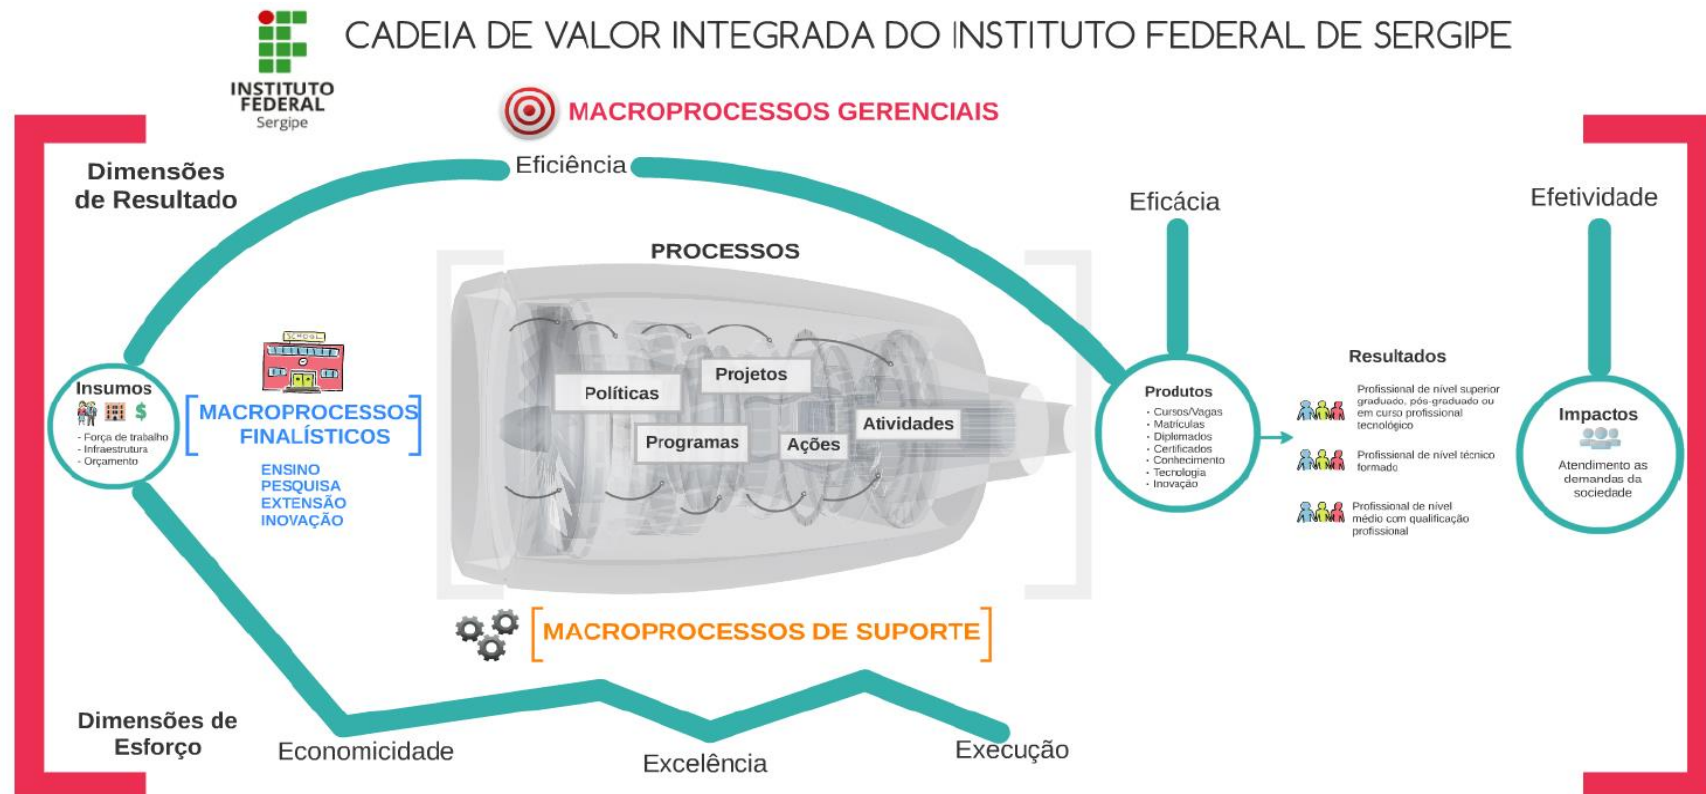 CADEIA DE VALOR INTEGRADA DO INSTITUTO FEDERAL DE SERGIPE
INSTITUTO
FEDERAL
Sergipe
MACROPROCESSOS GERENCIAIS
Dimensões
de Resultado
Eficiência
Eficácia
Efetividade
PROCESSOS
SCHOOL
Insumos
$
- Força de trabalho
- Infraestrutura
- Orçamento
MACROPROCESSOS
FINALÍSTICOS
ENSINO
PESQUISA
EXTENSÃO
INOVAÇÃO
Políticas
Projetos
Programas
Ações
Atividades
Produtos
· Cursos/Vagas
· Matrículas
· Diplomados
· Certificados
· Conhecimento
· Tecnologia
· Inovação
Resultados
Profissional de nível superior
graduado, pós-graduado ou
em curso profissional
tecnológico
Profissional de nível técnico
formado
Profissional de nível
médio com qualificação
profissional
Impactos
Atendimento as
demandas da
sociedade
MACROPROCESSOS DE SUPORTE
Dimensões de
Esforço
Economicidade
Excelência
Execução